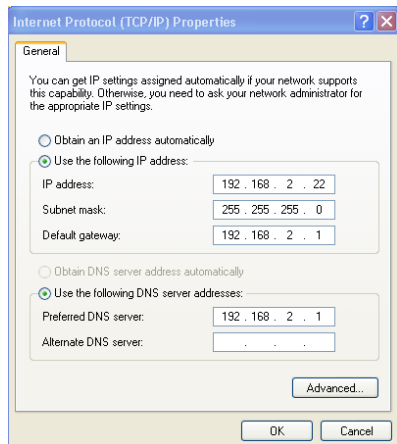 Internet Protocol (TCP/IP) Properties
General
You can get IP settings assigned automatically if your network supports
this capability. Otherwise, you need to ask your network administrator for
the appropriate IP settings.
Obtain an IP address automatically
Use the following IP address:
IP address: 192 . 168 . 2 . 22
Subnet mask: 255 . 255 . 255 . 0
Default gateway: 192 . 168 . 2 . 1
Obtain DNS server address automatically
Use the following DNS server addresses:
Preferred DNS server: 192 . 168 . 2 . 1
Alternate DNS server: . . .
Advanced...
OK Cancel